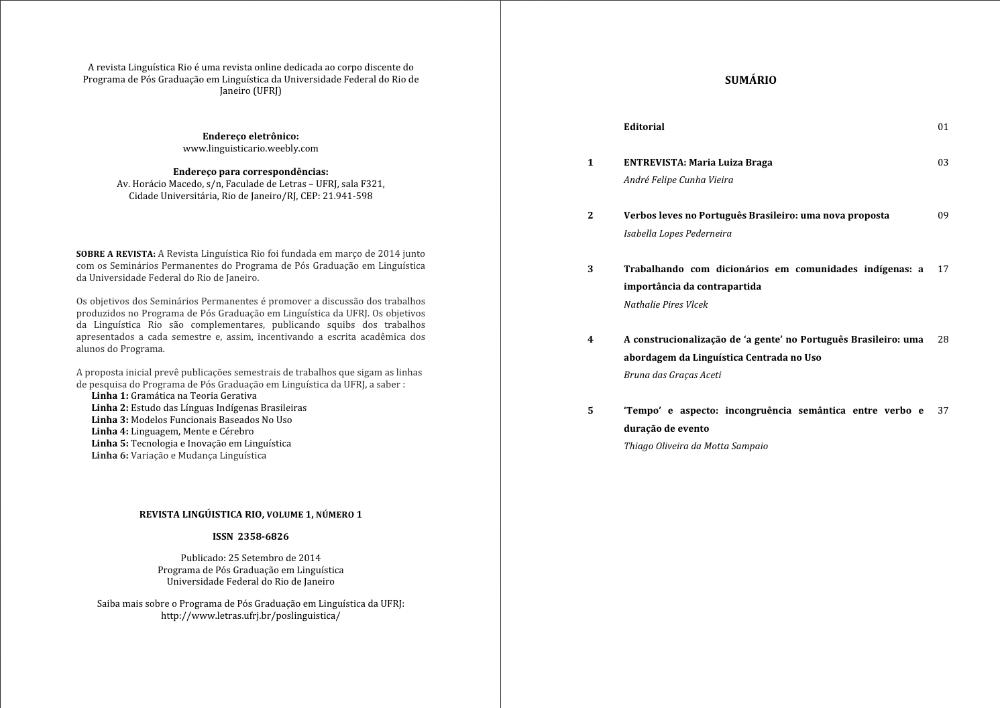 A revista Linguística Rio é uma revista online dedicada ao corpo discente do
Programa de Pós Graduação em Linguística da Universidade Federal do Rio de
Janeiro (UFRJ)
Endereço eletrônico:
www.linguisticario.weebly.com
Endereço para correspondências:
Av. Horácio Macedo, s/n, Faculade de Letras – UFRJ, sala F321,
Cidade Universitária, Rio de Janeiro/RJ, CEP: 21.941-598
SOBRE A REVISTA: A Revista Linguística Rio foi fundada em março de 2014 junto
com os Seminários Permanentes do Programa de Pós Graduação em Linguística
da Universidade Federal do Rio de Janeiro.
Os objetivos dos Seminários Permanentes é promover a discussão dos trabalhos
produzidos no Programa de Pós Graduação em Linguística da UFRJ. Os objetivos
da Linguística Rio são complementares, publicando squibs dos trabalhos
apresentados a cada semestre e, assim, incentivando a escrita acadêmica dos
alunos do Programa.
A proposta inicial prevê publicações semestrais de trabalhos que sigam as linhas
de pesquisa do Programa de Pós Graduação em Linguística da UFRJ, a saber :
Linha 1: Gramática na Teoria Gerativa
Linha 2: Estudo das Línguas Indígenas Brasileiras
Linha 3: Modelos Funcionais Baseados No Uso
Linha 4: Linguagem, Mente e Cérebro
Linha 5: Tecnologia e Inovação em Linguística
Linha 6: Variação e Mudança Linguística
REVISTA LINGÚISTICA RIO, VOLUME 1, NÚMERO 1
ISSN 2358-6826
Publicado: 25 Setembro de 2014
Programa de Pós Graduação em Linguística
Universidade Federal do Rio de Janeiro
Saiba mais sobre o Programa de Pós Graduação em Linguística da UFRJ:
http://www.letras.ufrj.br/poslinguistica/
SUMÁRIO
Editorial 01
1 ENTREVISTA: Maria Luiza Braga 03
André Felipe Cunha Vieira
2 Verbos leves no Português Brasileiro: uma nova proposta 09
Isabella Lopes Pederneira
3 Trabalhando com dicionários em comunidades indígenas: a 17
importância da contrapartida
Nathalie Pires Vlcek
4 A construcionalização de ‘a gente’ no Português Brasileiro: uma 28
abordagem da Linguística Centrada no Uso
Bruna das Graças Aceti
5 ‘Tempo’ e aspecto: incongruência semântica entre verbo e 37
duração de evento
Thiago Oliveira da Motta Sampaio